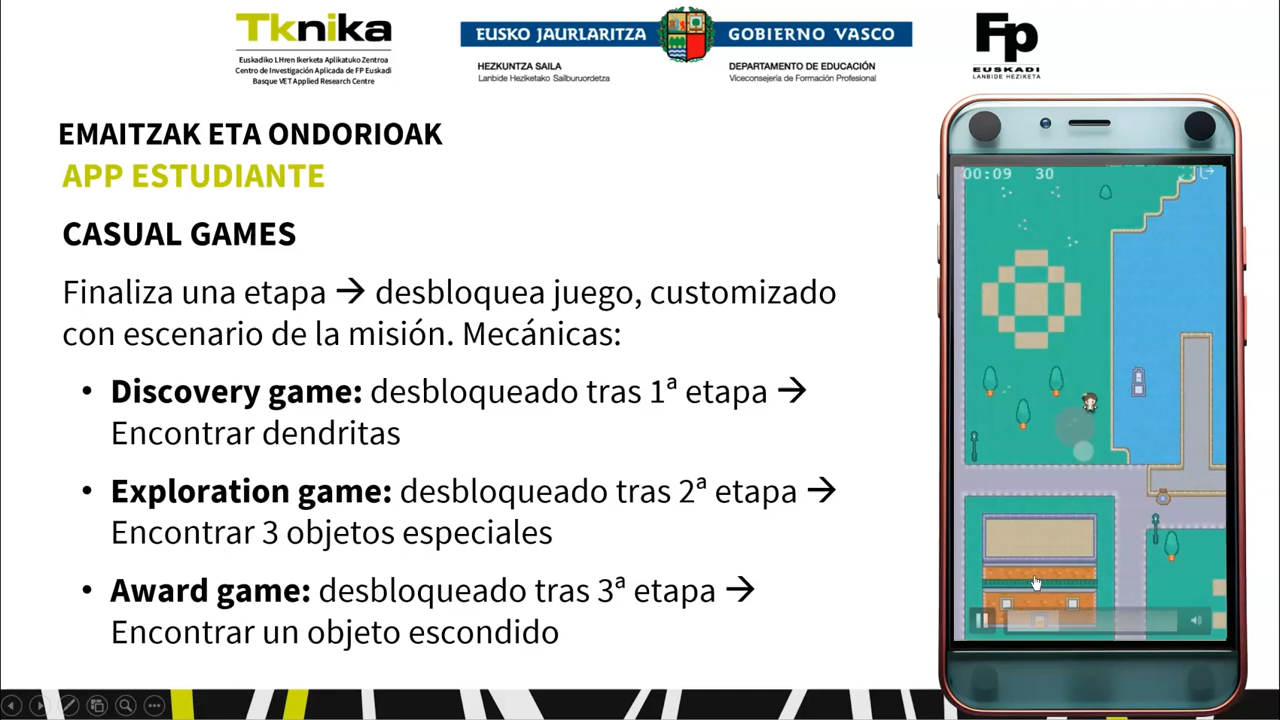 Tknika
Euskadiko LHren Ikerketa Aplikatuko Zentroa
Centro de Investigación Aplicada de FP Euskadi
Basque VET Applied Research Centre
EUSKO JAURLARITZA
GOBIERNO VASCO
HEZKUNTZA SAILA
Lanbide Heziketako Sailburuordetza
DEPARTAMENTO DE EDUCACIÓN
Viceconsejería de Formación Profesional
Fp
EUSKADI
LANBIDE HEZIKETA
EMAITZAK ETA ONDORIOAK
APP ESTUDIANTE
CASUAL GAMES
Finaliza una etapa → desbloquea juego, customizado
con escenario de la misión. Mecánicas:
• Discovery game: desbloqueado tras 1ª etapa →
Encontrar dendritas
• Exploration game: desbloqueado tras 2ª etapa →
Encontrar 3 objetos especiales
• Award game: desbloqueado tras 3ª etapa →
Encontrar un objeto escondido
00:09 30